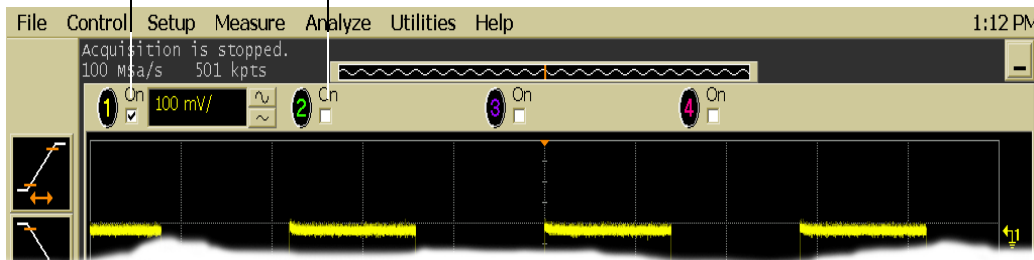 File Control Setup Measure Analyze Utilities Help 1:12 PM
Acquisition is stopped.
100 MSa/s 501 kpts
1 On 100 mV/ 2 On 3 On 4 On
1